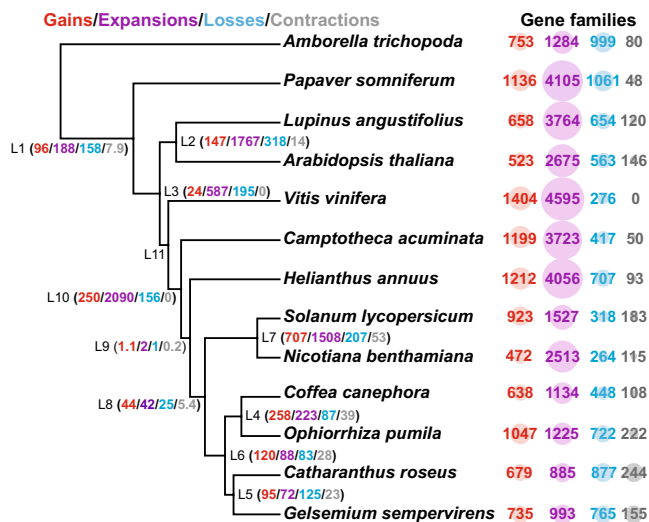 Gains/Expansions/Losses/Contractions Gene families
Amborella trichopoda 753 1284 999 80
Papaver somniferum 1136 4105 1061 48
Lupinus angustifolius 658 3764 654 120
L2 (147/1767/318/14)
L1 (96/188/158/7.9)
Arabidopsis thaliana 523 2675 563 146
L3 (24/587/195/0)
Vitis vinifera 1404 4595 276 0
Camptotheca acuminata 1199 3723 417 50
L11
Helianthus annuus 1212 4056 707 93
L10 (250/2090/156/0)
Solanum lycopersicum 923 1527 318 183
L7 (707/1508/207/53)
L9 (1.1/2/1/0.2)
Nicotiana benthamiana 472 2513 264 115
Coffea canephora 638 1134 448 108
L8 (44/42/25/5.4)
L4 (258/223/87/39)
Ophiorrhiza pumila 1047 1225 722 222
L6 (120/88/83/28)
Catharanthus roseus 679 885 877 244
L5 (95/72/125/23)
Gelsemium sempervirens 735 993 765 155